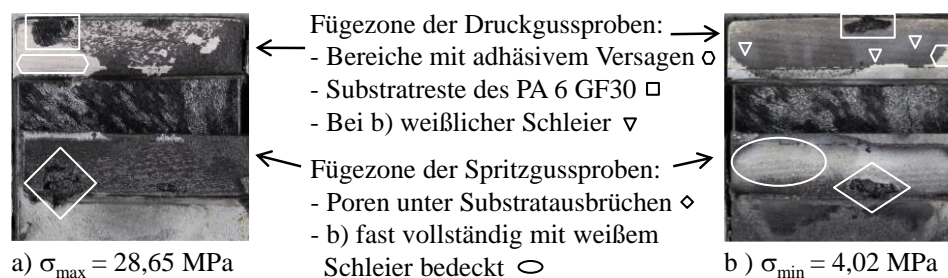 Fügezone der Druckgussproben:
- Bereiche mit adhäsivem Versagen
- Substratreste des PA 6 GF30
- Bei b) weißlicher Schleier
Fügezone der Spritzgussproben:
- Poren unter Substratausbrüchen
- b) fast vollständig mit weißem
Schleier bedeckt
a) σmax = 28,65 MPa
b ) σmin = 4,02 MPa